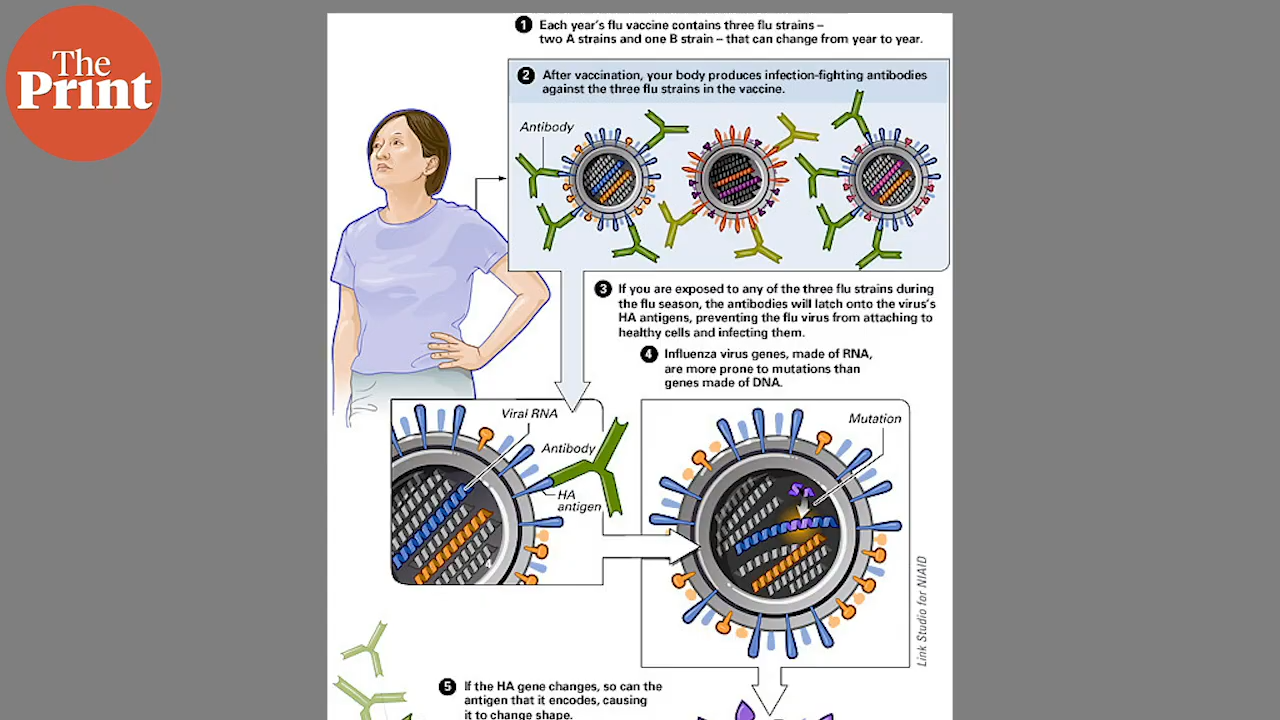 The
Print
1 Each year's flu vaccine contains three flu strains –
two A strains and one B strain – that can change from year to year.
2 After vaccination, your body produces infection-fighting antibodies
against the three flu strains in the vaccine.
Antibody
3 If you are exposed to any of the three flu strains during
the flu season, the antibodies will latch onto the virus's
HA antigens, preventing the flu virus from attaching to
healthy cells and infecting them.
4 Influenza virus genes, made of RNA,
are more prone to mutations than
genes made of DNA.
Viral RNA
Antibody
HA
antigen
Mutation
Link Studio for NIAID
5 If the HA gene changes, so can the
antigen that it encodes, causing
it to change shape.